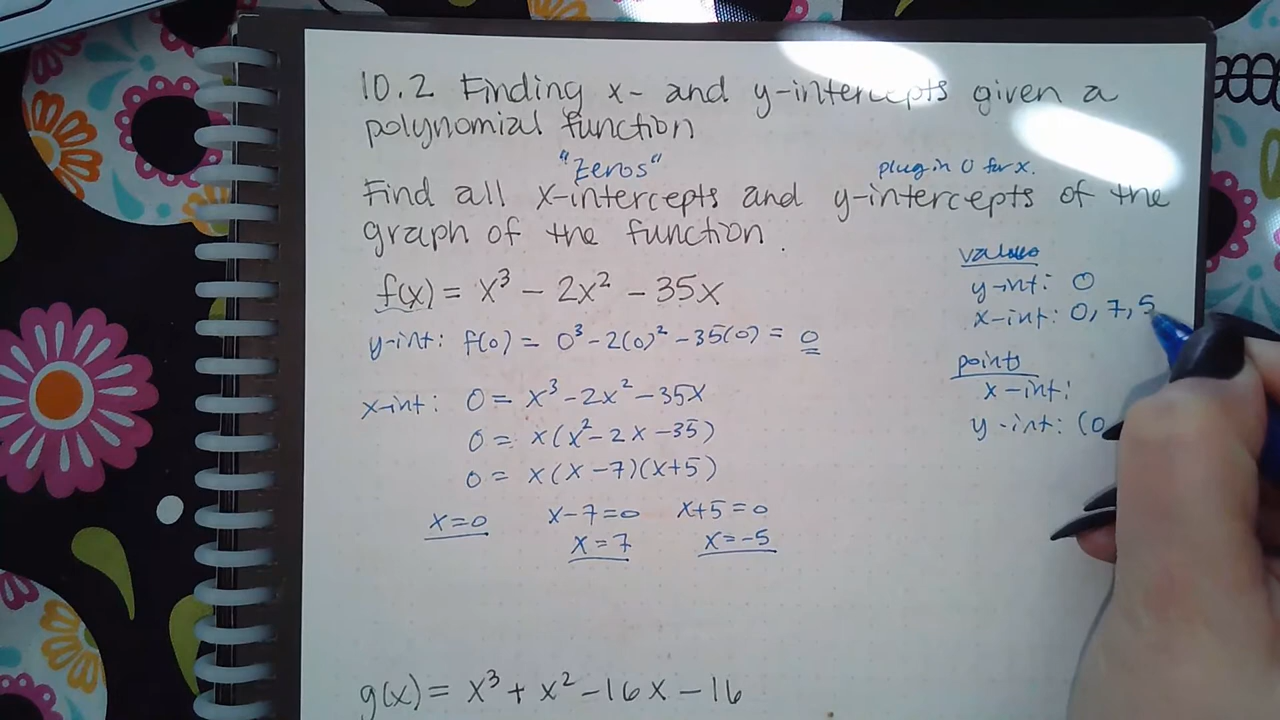 10.2 Finding x- and y-intercepts given a
polynomial function
"Zeros" plug in 0 for x.
Find all x-intercepts and y-intercepts of the
graph of the function.
values
y-int: 0
x-int: 0, 7, 5
f(x) = x³ - 2x² - 35x
y-int: f(0) = 0³ - 2(0)² - 35(0) = 0
points
x-int:
y-int: (0
x-int: 0 = x³ - 2x² - 35x
0 = x(x² - 2x - 35)
0 = x(x - 7)(x + 5)
x = 0 x - 7 = 0 x + 5 = 0
x = 7 x = -5
g(x) = x³ + x² - 16x - 16